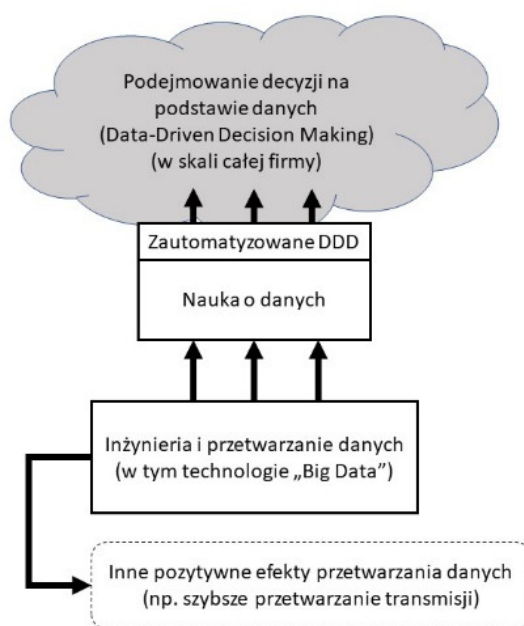 Podejmowanie decyzji na
podstawie danych
(Data-Driven Decision Making)
(w skali całej firmy)
Zautomatyzowane DDD
Nauka o danych
Inżynieria i przetwarzanie danych
(w tym technologie „Big Data”)
Inne pozytywne efekty przetwarzania danych
(np. szybsze przetwarzanie transmisji)